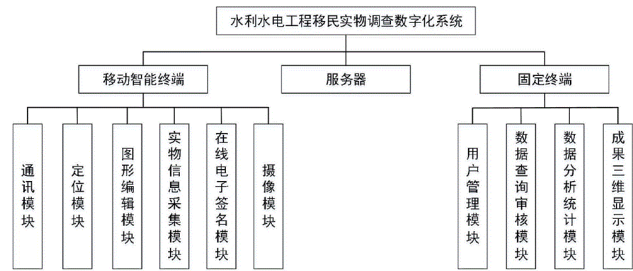 水利水电工程移民实物调查数字化系统
移动智能终端
服务器
固定终端
通讯模块
定位模块
图形编辑模块
实物信息采集模块
在线电子签名模块
摄像模块
用户管理模块
数据查询审核模块
数据分析统计模块
成果三维显示模块